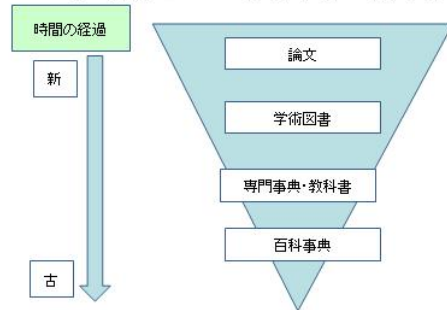 時間の経過
新
古
論文
学術図書
専門事典・教科書
百科事典